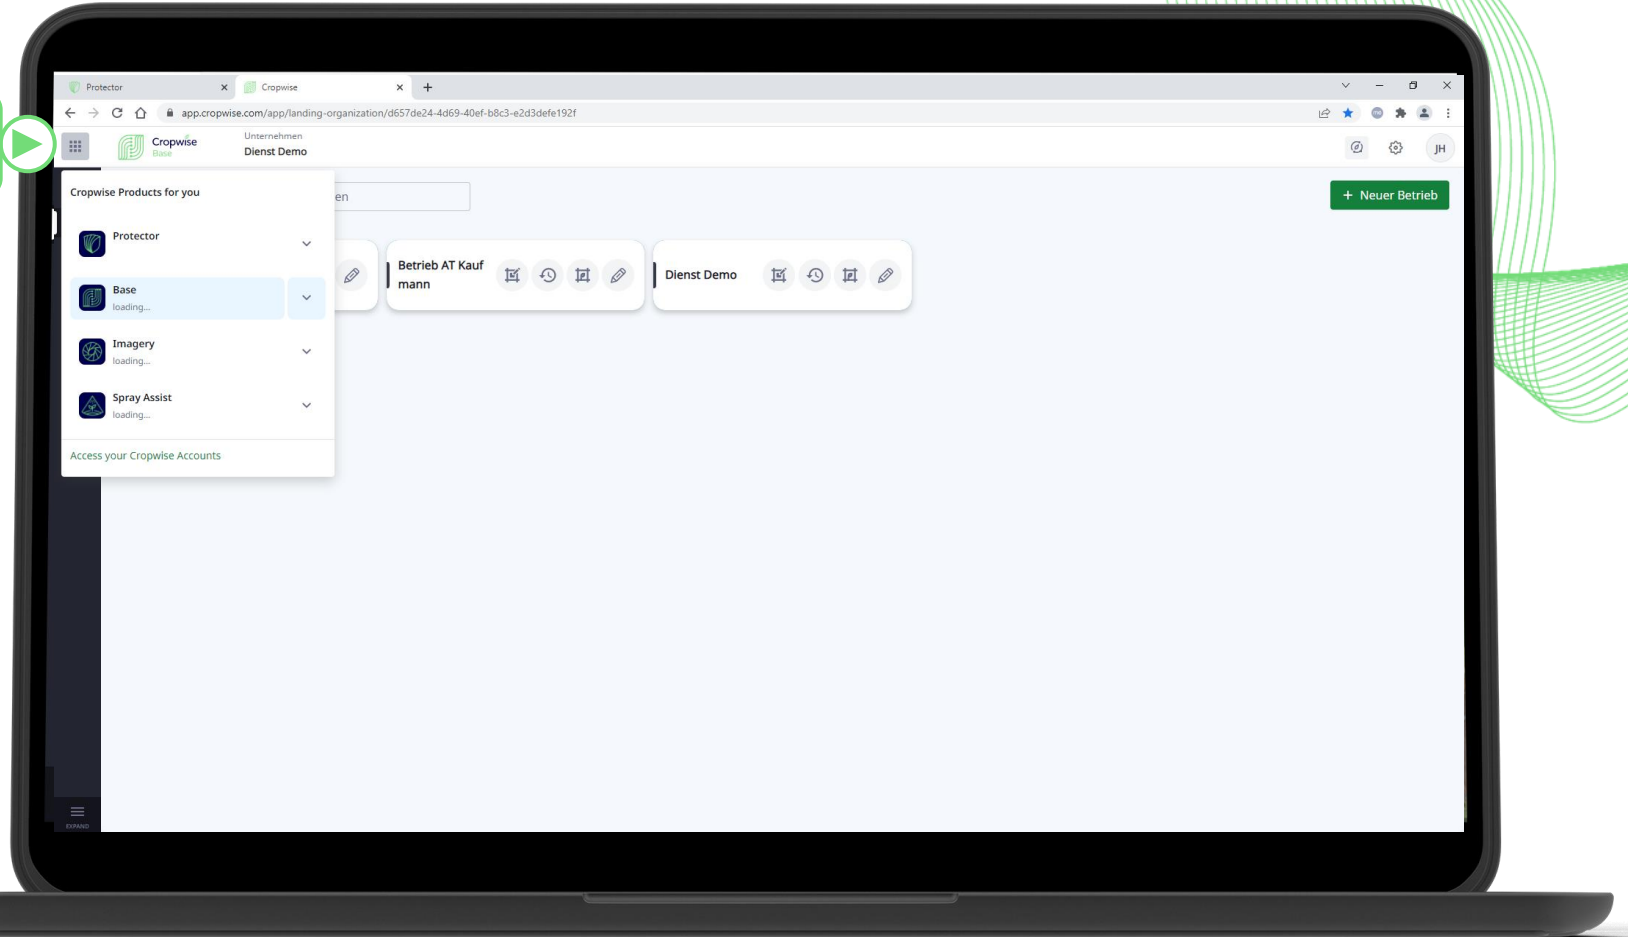 Protector
Cropwise
app.cropwise.com/app/landing-organization/d657de24-4d69-40ef-b8c3-e2d3defe192f
Cropwise
Base
Unternehmen
Dienst Demo
JH
Cropwise Products for you
en
+ Neuer Betrieb
Protector
Base
loading...
Imagery
loading...
Spray Assist
loading...
Access your Cropwise Accounts
Betrieb AT Kauf
mann
Dienst Demo
EXPAND